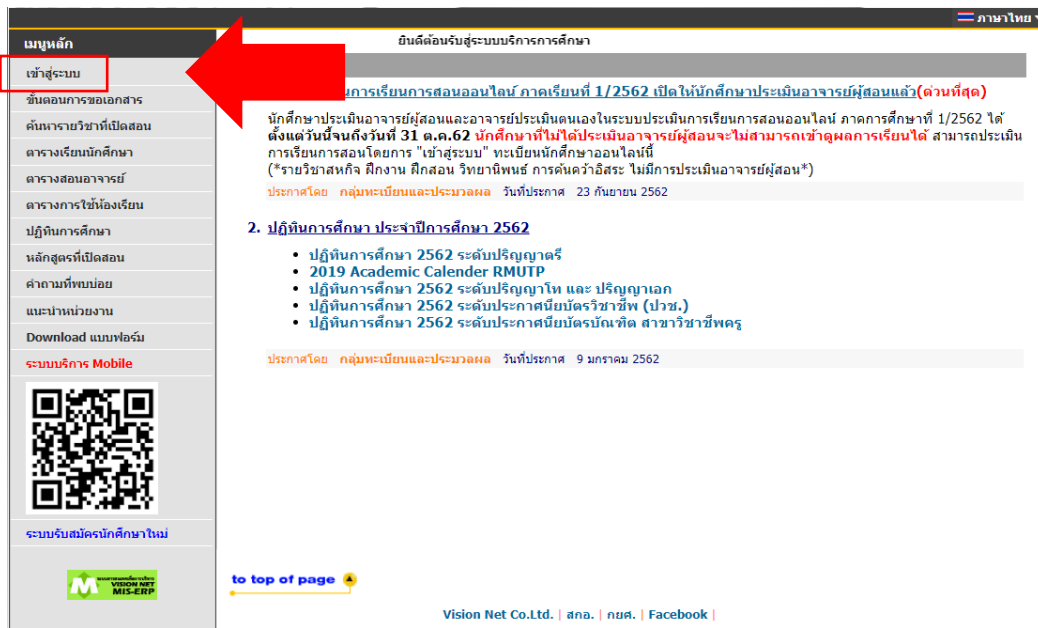 ภาษาไทย
เมนูหลัก
ยินดีต้อนรับสู่ระบบบริการการศึกษา
เข้าสู่ระบบ
ขั้นตอนการขอเอกสาร
ค้นหารายวิชาที่เปิดสอน
ตารางเรียนนักศึกษา
ตารางสอนอาจารย์
ตารางการใช้ห้องเรียน
ปฏิทินการศึกษา
หลักสูตรที่เปิดสอน
คำถามที่พบบ่อย
แนะนำหน่วยงาน
Download แบบฟอร์ม
ระบบบริการ Mobile
ระบบรับสมัครนักศึกษาใหม่
VISION NET
MIS-ERP
การเรียนการสอนออนไลน์ ภาคเรียนที่ 1/2562 เปิดให้นักศึกษาประเมินอาจารย์ผู้สอนแล้ว(ด่วนที่สุด)
นักศึกษาประเมินอาจารย์ผู้สอนและอาจารย์ประเมินตนเองในระบบประเมินการเรียนการสอนออนไลน์ ภาคการศึกษาที่ 1/2562 ได้
ตั้งแต่วันนี้จนถึงวันที่ 31 ต.ค.62 นักศึกษาที่ไม่ได้ประเมินอาจารย์ผู้สอนจะไม่สามารถเข้าดูผลการเรียนได้ สามารถประเมิน
การเรียนการสอนโดยการ "เข้าสู่ระบบ" ทะเบียนนักศึกษาออนไลน์นี้
(*รายวิชาสหกิจ ฝึกงาน ฝึกสอน วิทยานิพนธ์ การค้นคว้าอิสระ ไม่มีการประเมินอาจารย์ผู้สอน*)
ประกาศโดย กลุ่มทะเบียนและประมวลผล วันที่ประกาศ 23 กันยายน 2562
2. ปฏิทินการศึกษา ประจำปีการศึกษา 2562
• ปฏิทินการศึกษา 2562 ระดับปริญญาตรี
• 2019 Academic Calender RMUTP
• ปฏิทินการศึกษา 2562 ระดับปริญญาโท และ ปริญญาเอก
• ปฏิทินการศึกษา 2562 ระดับประกาศนียบัตรวิชาชีพ (ปวช.)
• ปฏิทินการศึกษา 2562 ระดับประกาศนียบัตรบัณฑิต สาขาวิชาชีพครู
ประกาศโดย กลุ่มทะเบียนและประมวลผล วันที่ประกาศ 9 มกราคม 2562
to top of page
Vision Net Co.Ltd. | สกอ. | กยศ. | Facebook |